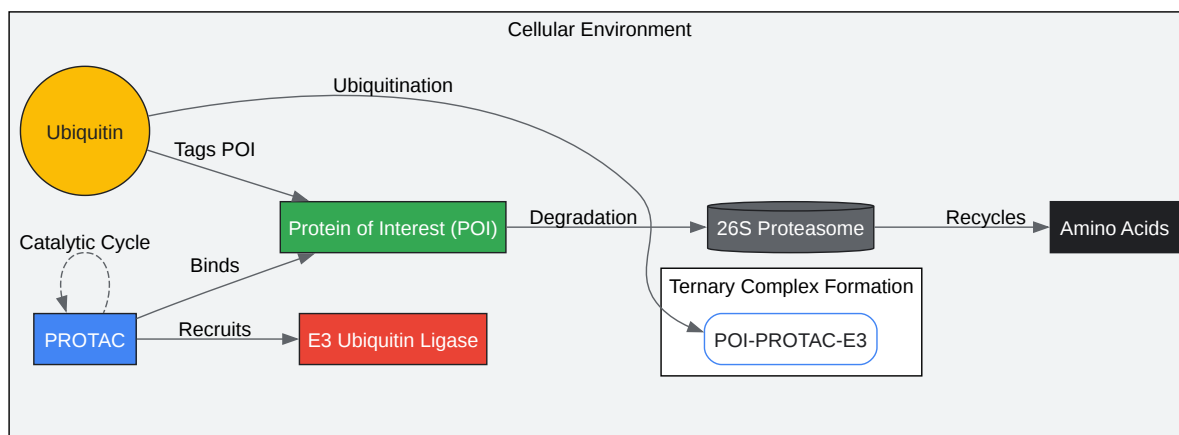 Cellular Environment
Ubiquitination
Ubiquitin
Tags POI
Protein of Interest (POI)
Degradation
26S Proteasome
Recycles
Amino Acids
Catalytic Cycle
Binds
Ternary Complex Formation
PROTAC
Recruits
E3 Ubiquitin Ligase
POI-PROTAC-E3